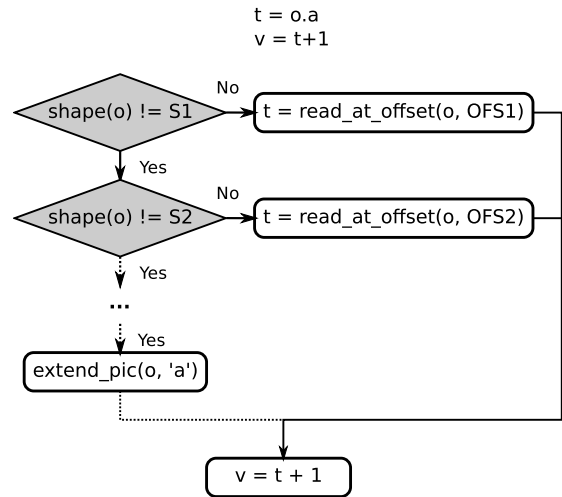 t = o.a
v = t+1
No
shape(o) != S1
t = read_at_offset(o, OFS1)
Yes
No
shape(o) != S2
t = read_at_offset(o, OFS2)
Yes
...
Yes
extend_pic(o, 'a')
v = t + 1